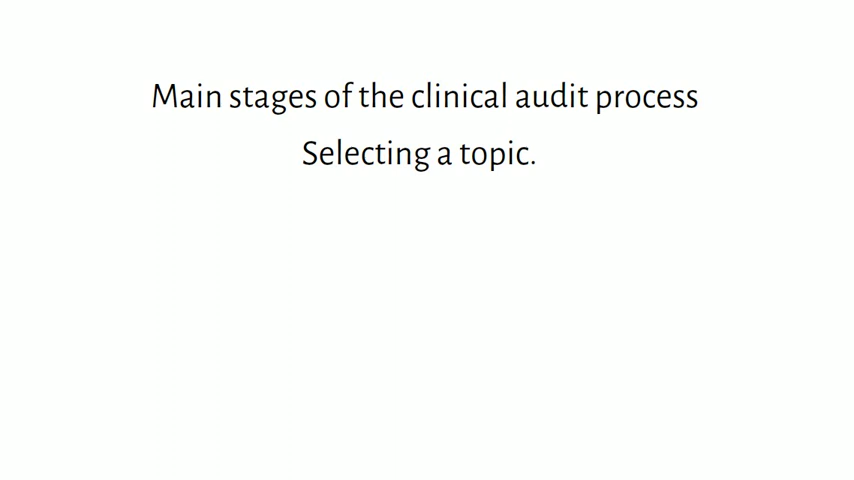 Main stages of the clinical audit process
Selecting a topic.